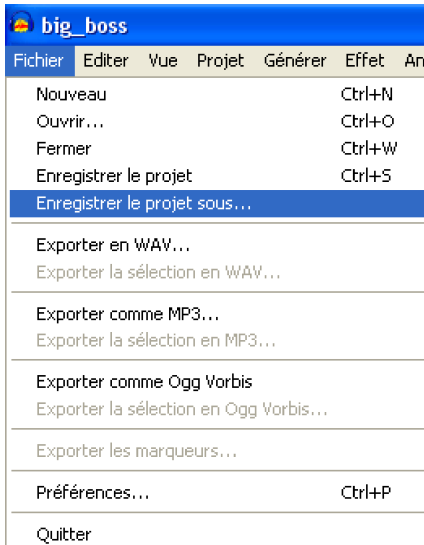 big_boss
Fichier Editer Vue Projet Générer Effet An
Nouveau Ctrl+N
Ouvrir... Ctrl+O
Fermer Ctrl+W
Enregistrer le projet Ctrl+S
Enregistrer le projet sous...
Exporter en WAV...
Exporter la sélection en WAV...
Exporter comme MP3...
Exporter la sélection en MP3...
Exporter comme Ogg Vorbis
Exporter la sélection en Ogg Vorbis...
Exporter les marqueurs...
Préférences... Ctrl+P
Quitter